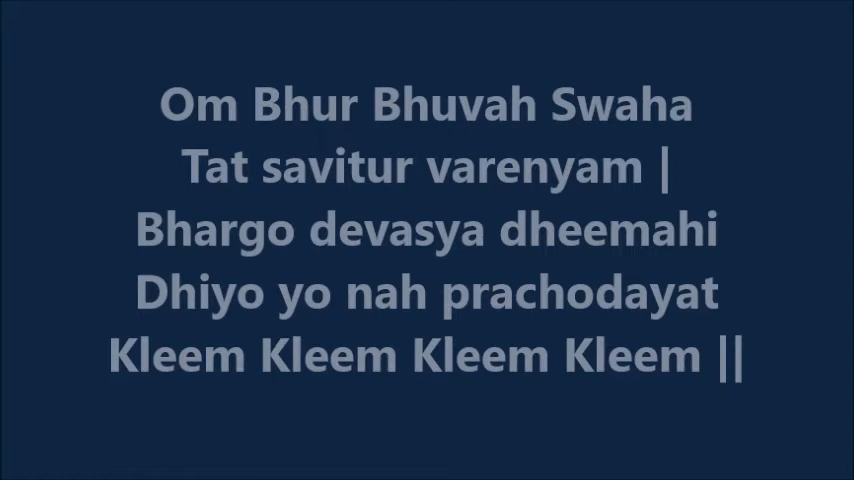 Om Bhur Bhuvah Swaha
Tat savitur varenyam |
Bhargo devasya dheemahi
Dhiyo yo nah prachodayat
Kleem Kleem Kleem Kleem ||